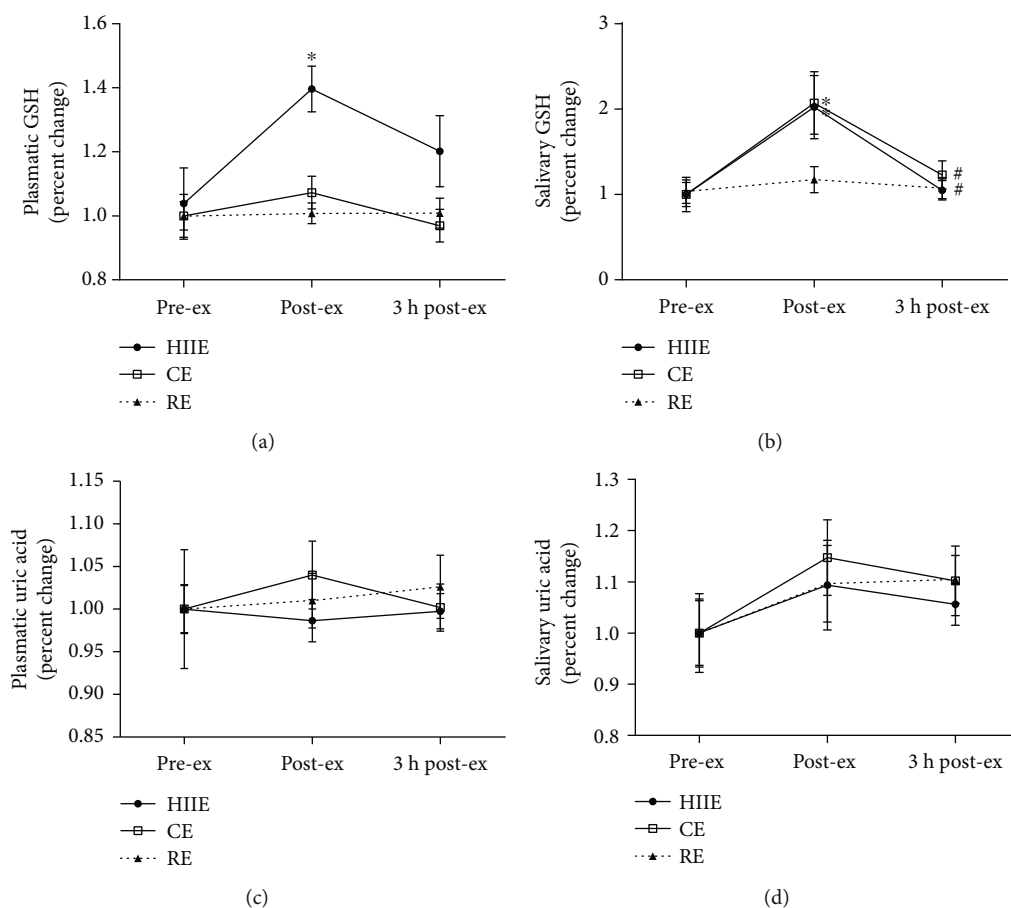 Plasmatic GSH
(percent change)
1.6
1.4
1.2
1.0
0.8
*
Pre-ex
Post-ex
3 h post-ex
HIIE
CE
RE
(a)
Salivary GSH
(percent change)
3
2
1
0
*
*
#
#
Pre-ex
Post-ex
3 h post-ex
HIIE
CE
RE
(b)
Plasmatic uric acid
(percent change)
1.15
1.10
1.05
1.00
0.95
0.90
0.85
Pre-ex
Post-ex
3 h post-ex
HIIE
CE
RE
(c)
Salivary uric acid
(percent change)
1.3
1.2
1.1
1.0
0.9
0.8
Pre-ex
Post-ex
3 h post-ex
HIIE
CE
RE
(d)